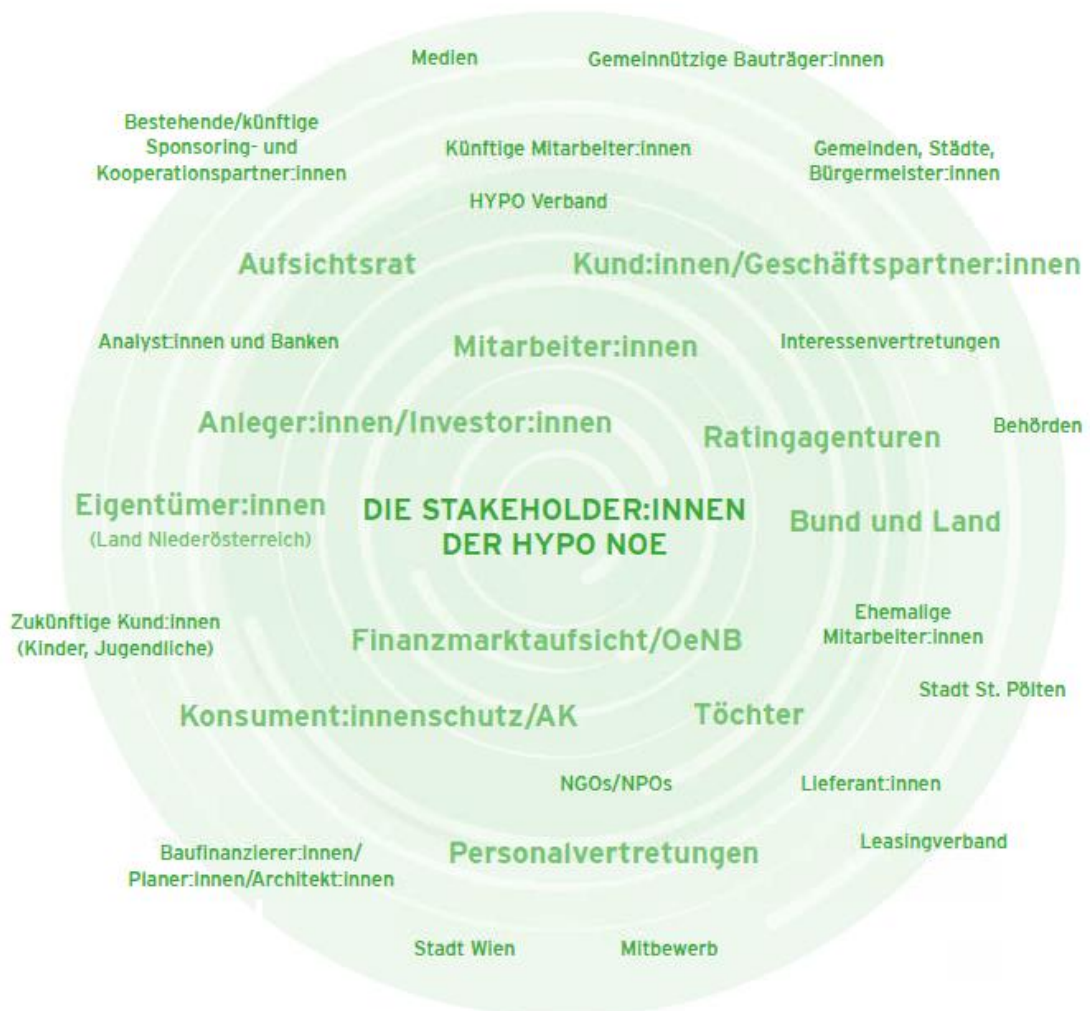 Medien
Gemeinnützige Bauträger:innen
Bestehende/künftige
Sponsoring- und
Kooperationspartner:innen
Künftige Mitarbeiter:innen
Gemeinden, Städte,
Bürgermeister:innen
HYPO Verband
Aufsichtsrat
Kund:innen/Geschäftspartner:innen
Analyst:innen und Banken
Mitarbeiter:innen
Interessenvertretungen
Anleger:innen/Investor:innen
Ratingagenturen
Behörden
Eigentümer:innen
(Land Niederösterreich)
DIE STAKEHOLDER:INNEN
DER HYPO NOE
Bund und Land
Zukünftige Kund:innen
(Kinder, Jugendliche)
Finanzmarktaufsicht/OeNB
Ehemalige
Mitarbeiter:innen
Stadt St. Pölten
Konsument:innenschutz/AK
Töchter
NGOs/NPOs
Lieferant:innen
Baufinanzierer:innen/
Planer:innen/Architekt:innen
Personalvertretungen
Leasingverband
Stadt Wien
Mitbewerb